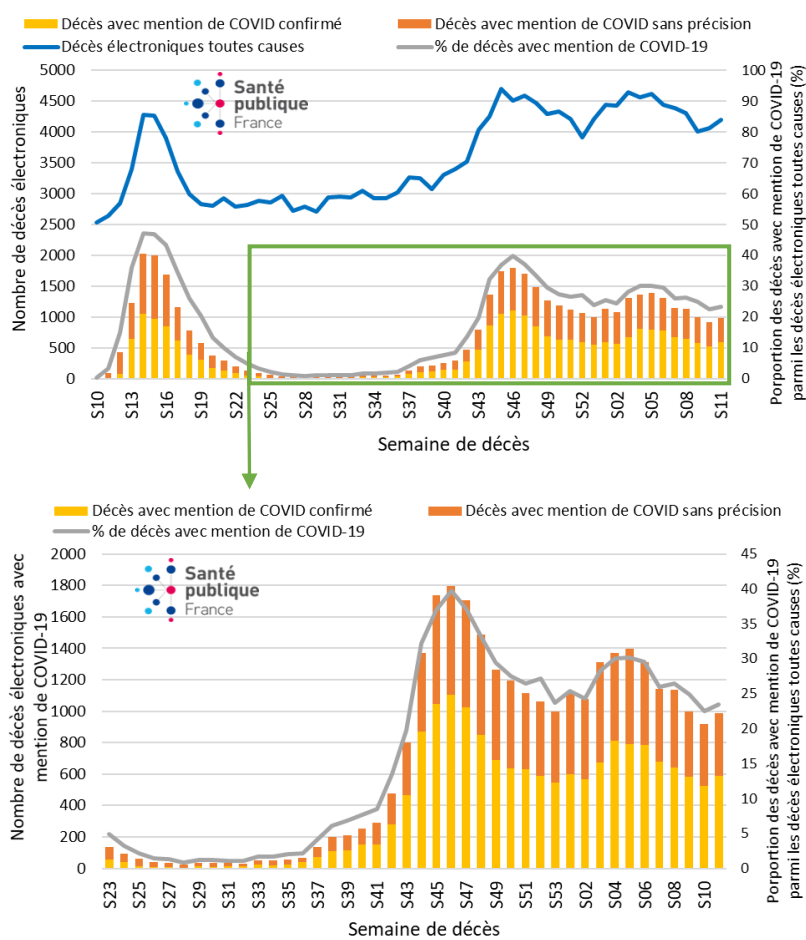 Décès avec mention de COVID confirmé
Décès avec mention de COVID sans précision
Décès électroniques toutes causes
% de décès avec mention de COVID-19
Nombre de décès électroniques
5000
4500
4000
3500
3000
2500
2000
1500
1000
500
0
Santé
publique
France
100
90
80
70
60
50
40
30
20
10
0
Porportion des décès avec mention de COVID-19
parmi les décès électroniques toutes causes (%)
S10 S13 S16 S19 S22 S25 S28 S31 S34 S37 S40 S43 S46 S49 S52 S02 S05 S08 S11
Semaine de décès
Décès avec mention de COVID confirmé
Décès avec mention de COVID sans précision
% de décès avec mention de COVID-19
Nombre de décès électroniques avec
mention de COVID-19
2000
1800
1600
1400
1200
1000
800
600
400
200
0
Santé
publique
France
45
40
35
30
25
20
15
10
5
0
Porportion des décès avec mention de COVID-19
parmi les décès électroniques toutes causes (%)
S23 S25 S27 S29 S31 S33 S35 S37 S39 S41 S43 S45 S47 S49 S51 S53 S02 S04 S06 S08 S10
Semaine de décès